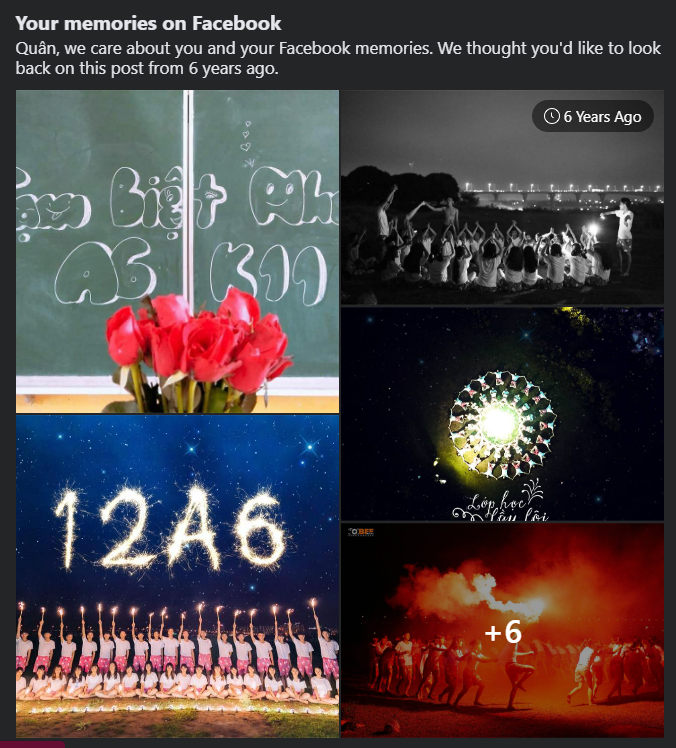 Your memories on Facebook
Quân, we care about you and your Facebook memories. We thought you'd like to look
back on this post from 6 years ago.
6 Years Ago
Biệt
A6 K11
12A6
Lớp học
+6